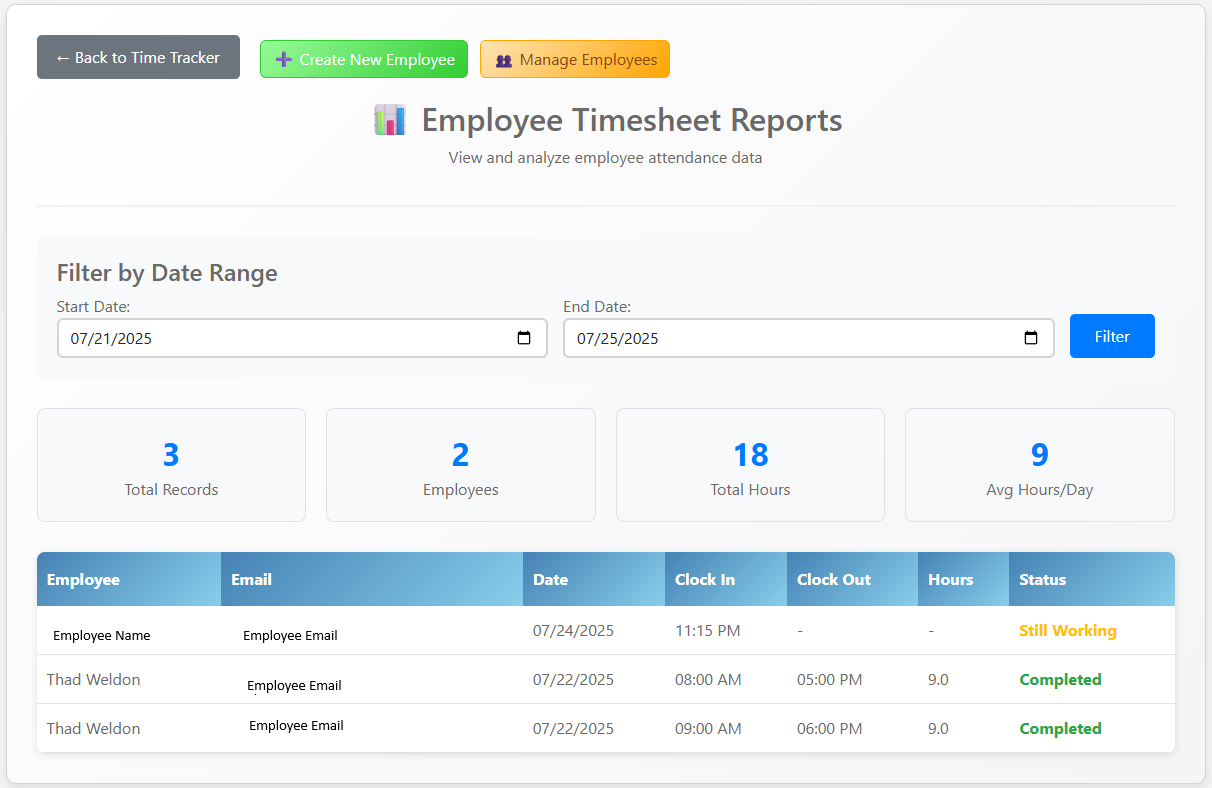 ← Back to Time Tracker
Create New Employee
Manage Employees
Employee Timesheet Reports
View and analyze employee attendance data
Filter by Date Range
Start Date: End Date:
07/21/2025 07/25/2025 Filter
3 2 18 9
Total Records Employees Total Hours Avg Hours/Day
Employee Email Date Clock In Clock Out Hours Status
Employee Name Employee Email 07/24/2025 11:15 PM - - Still Working
Thad Weldon Employee Email 07/22/2025 08:00 AM 05:00 PM 9.0 Completed
Thad Weldon Employee Email 07/22/2025 09:00 AM 06:00 PM 9.0 Completed